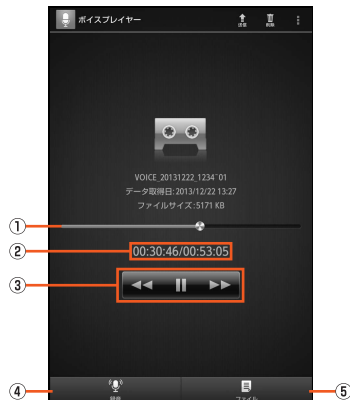 ボイスプレイヤー
送信 削除
VOICE_20131222_1234~01
データ取得日:2013/12/22 13:27
ファイルサイズ:5171 KB
①
② 00:30:46/00:53:05
③
④ ⑤
録音 ファイル